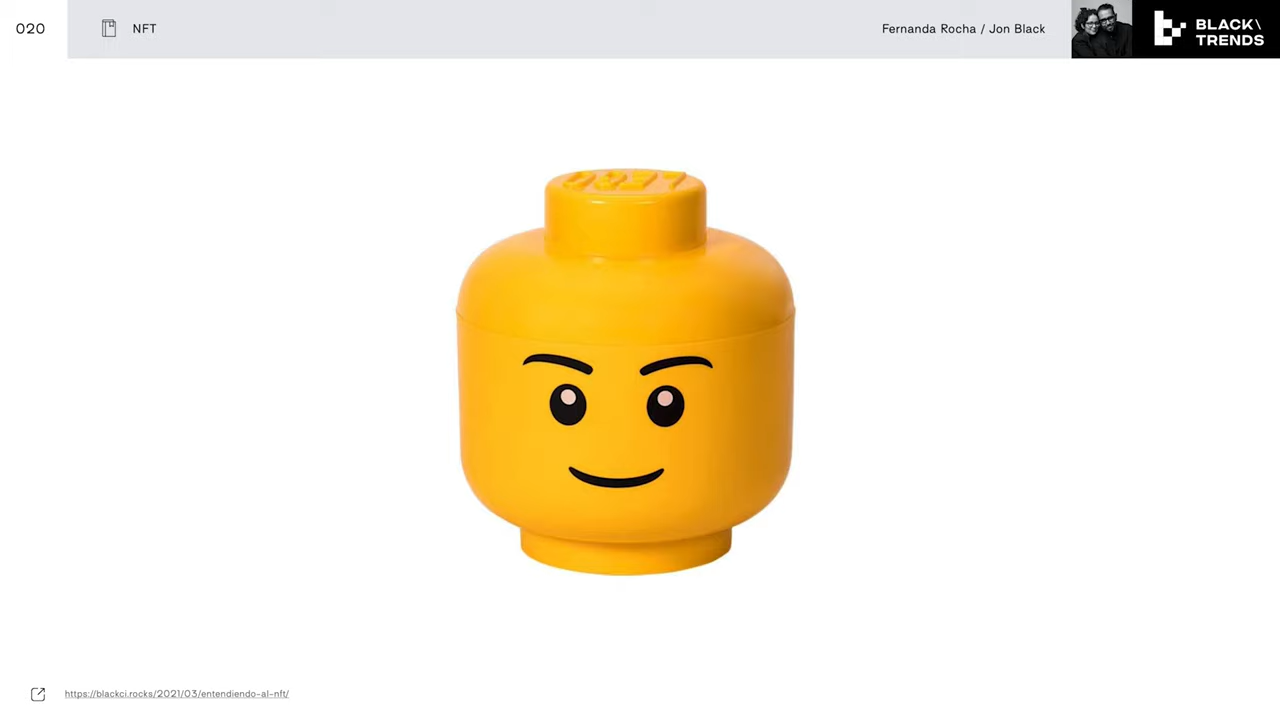 020
NFT
Fernanda Rocha / Jon Black
BLACK\
TRENDS
https://blackci.rocks/2021/03/entendiendo-al-nft/